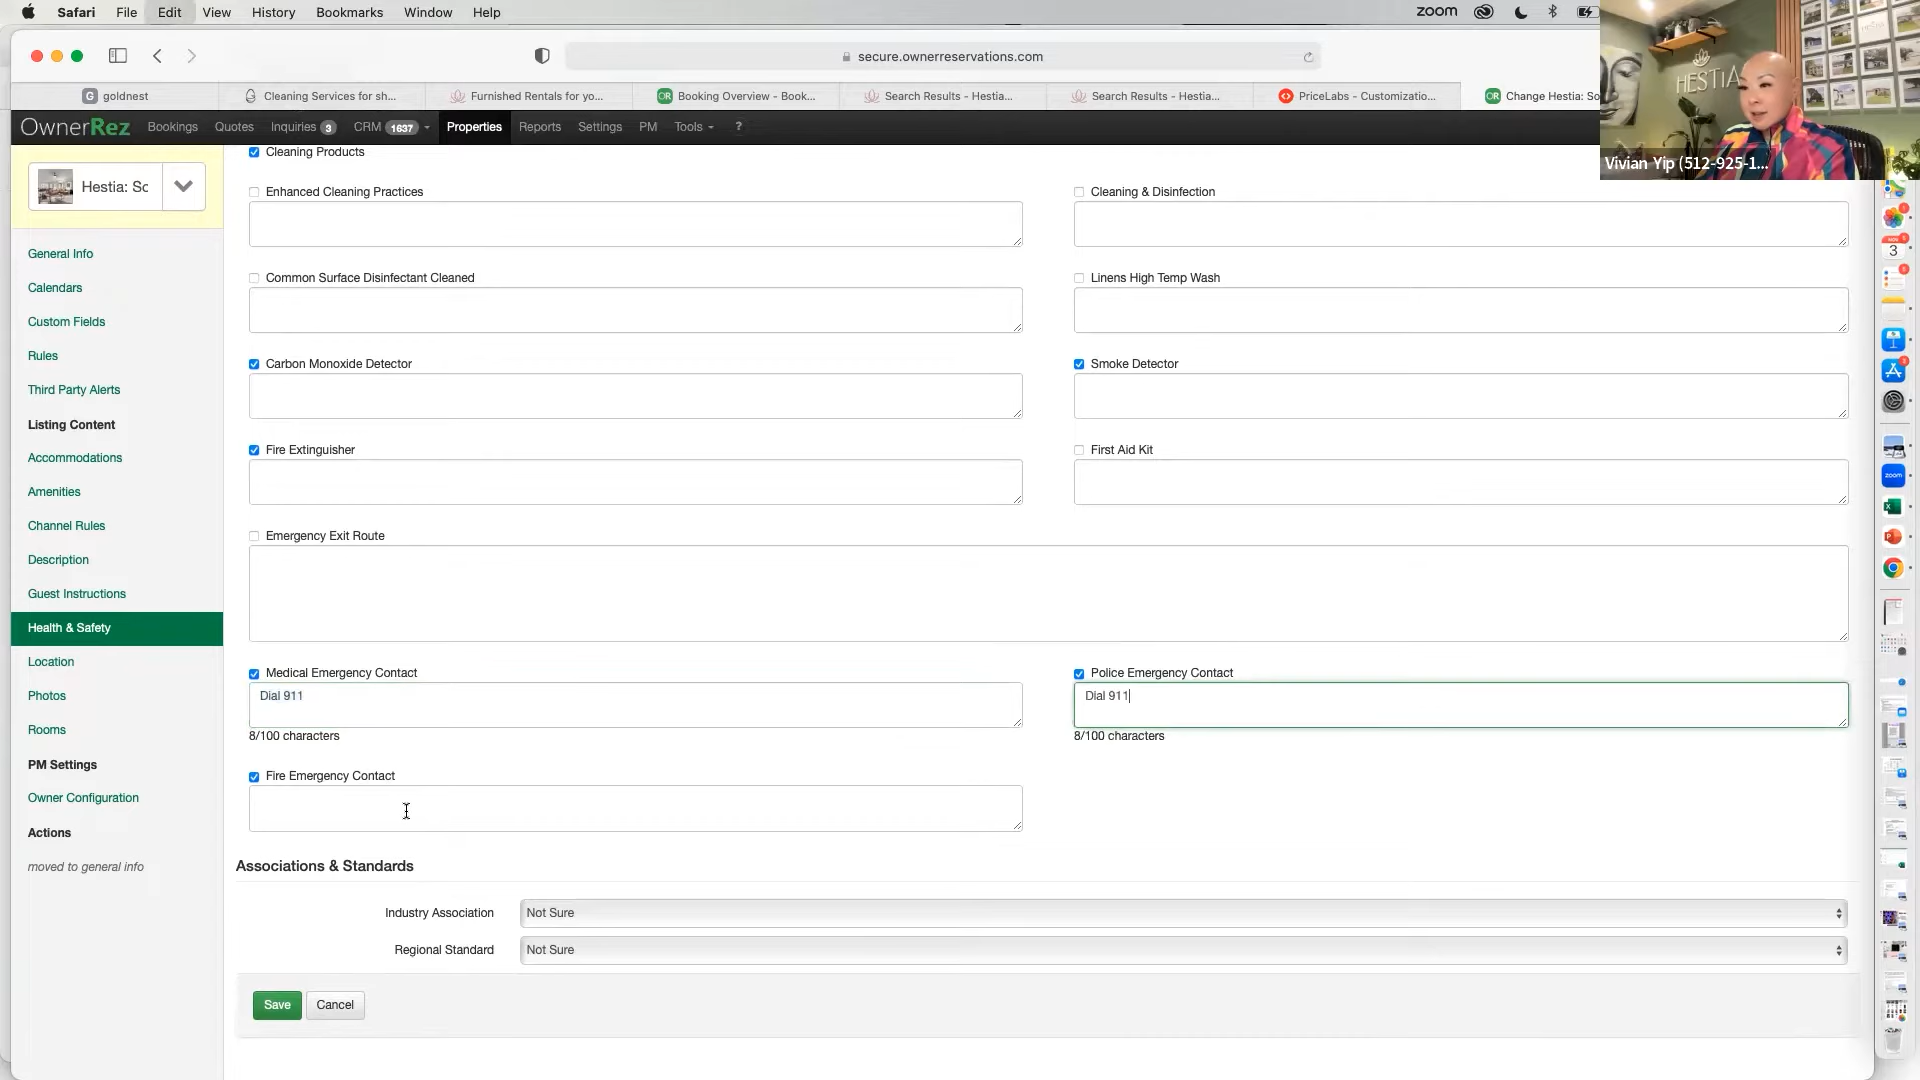 Safari File Edit View History Bookmarks Window Help
zoom
secure.ownerreservations.com
G goldnest
Cleaning Services for sh...
Furnished Rentals for yo...
OR Booking Overview - Book...
Search Results - Hestia...
Search Results - Hestia...
PriceLabs - Customizatio...
OR Change Hestia: So
OwnerRez Bookings Quotes Inquiries 3 CRM 1637 Properties Reports Settings PM Tools ?
HESTIA
Vivian Yip (512-925-1...
Hestia: Sc
General Info
Calendars
Custom Fields
Rules
Third Party Alerts
Listing Content
Accommodations
Amenities
Channel Rules
Description
Guest Instructions
Health & Safety
Location
Photos
Rooms
PM Settings
Owner Configuration
Actions
moved to general info
Cleaning Products
Enhanced Cleaning Practices
Cleaning & Disinfection
Common Surface Disinfectant Cleaned
Linens High Temp Wash
Carbon Monoxide Detector
Smoke Detector
Fire Extinguisher
First Aid Kit
Emergency Exit Route
Medical Emergency Contact
Dial 911
8/100 characters
Police Emergency Contact
Dial 911
8/100 characters
Fire Emergency Contact
Associations & Standards
Industry Association Not Sure
Regional Standard Not Sure
Save Cancel
3
zoom